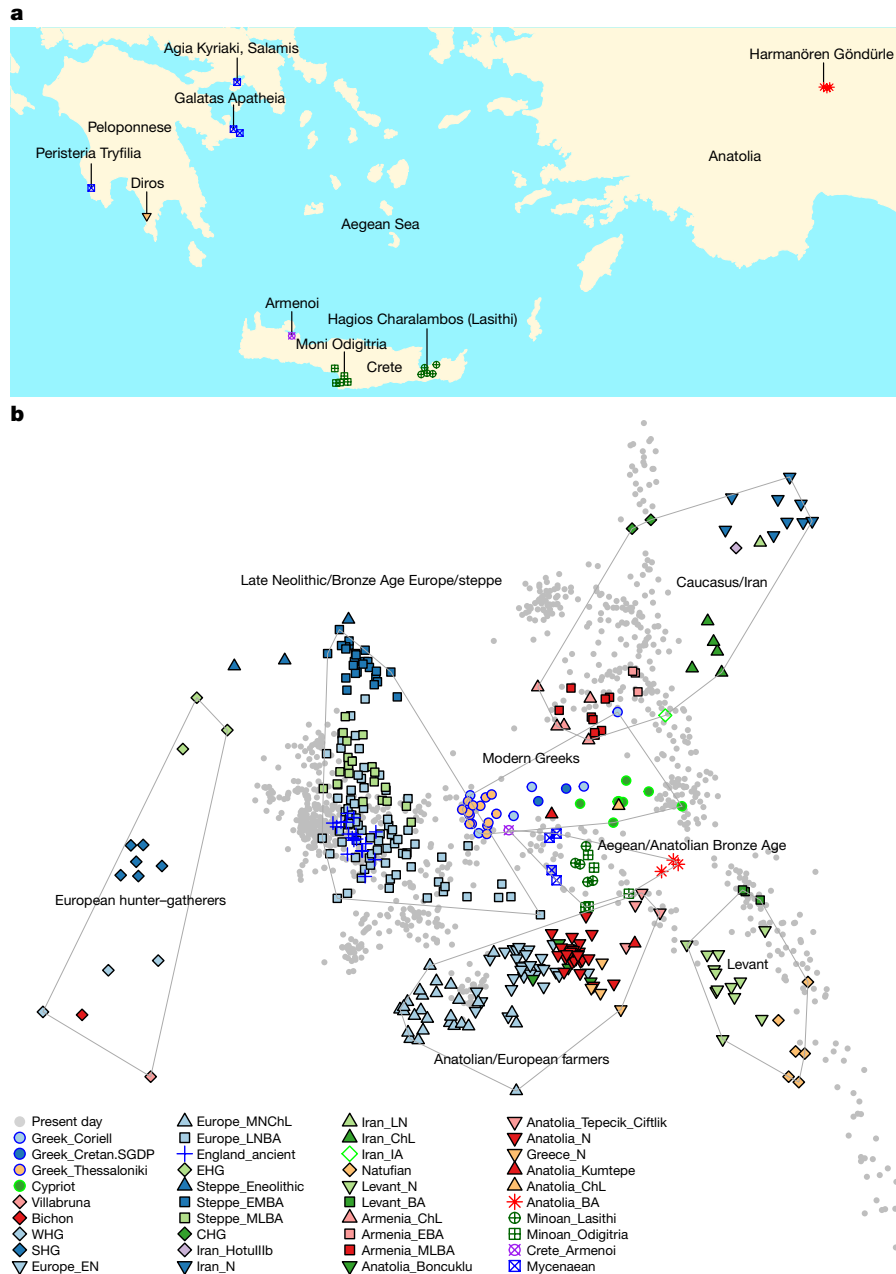 a
Agia Kyriaki, Salamis
Harmanören Göndürle
Galatas Apatheia
Peloponnese
Peristeria Tryfilia
Anatolia
Diros
Aegean Sea
Armenoi
Hagios Charalambos (Lasithi)
Moni Odigitria
Crete
b
Late Neolithic/Bronze Age Europe/steppe
Caucasus/Iran
Modern Greeks
Aegean/Anatolian Bronze Age
European hunter–gatherers
Levant
Anatolian/European farmers
Present day
Greek_Coriell
Greek_Cretan.SGDP
Greek_Thessaloniki
Cypriot
Villabruna
Bichon
WHG
SHG
Europe_EN
Europe_MNChL
Europe_LNBA
England_ancient
EHG
Steppe_Eneolithic
Steppe_EMBA
Steppe_MLBA
CHG
Iran_HotuIIIb
Iran_N
Iran_LN
Iran_ChL
Iran_IA
Natufian
Levant_N
Levant_BA
Armenia_ChL
Armenia_EBA
Armenia_MLBA
Anatolia_Boncuklu
Anatolia_Tepecik_Ciftlik
Anatolia_N
Greece_N
Anatolia_Kumtepe
Anatolia_ChL
Anatolia_BA
Minoan_Lasithi
Minoan_Odigitria
Crete_Armenoi
Mycenaean